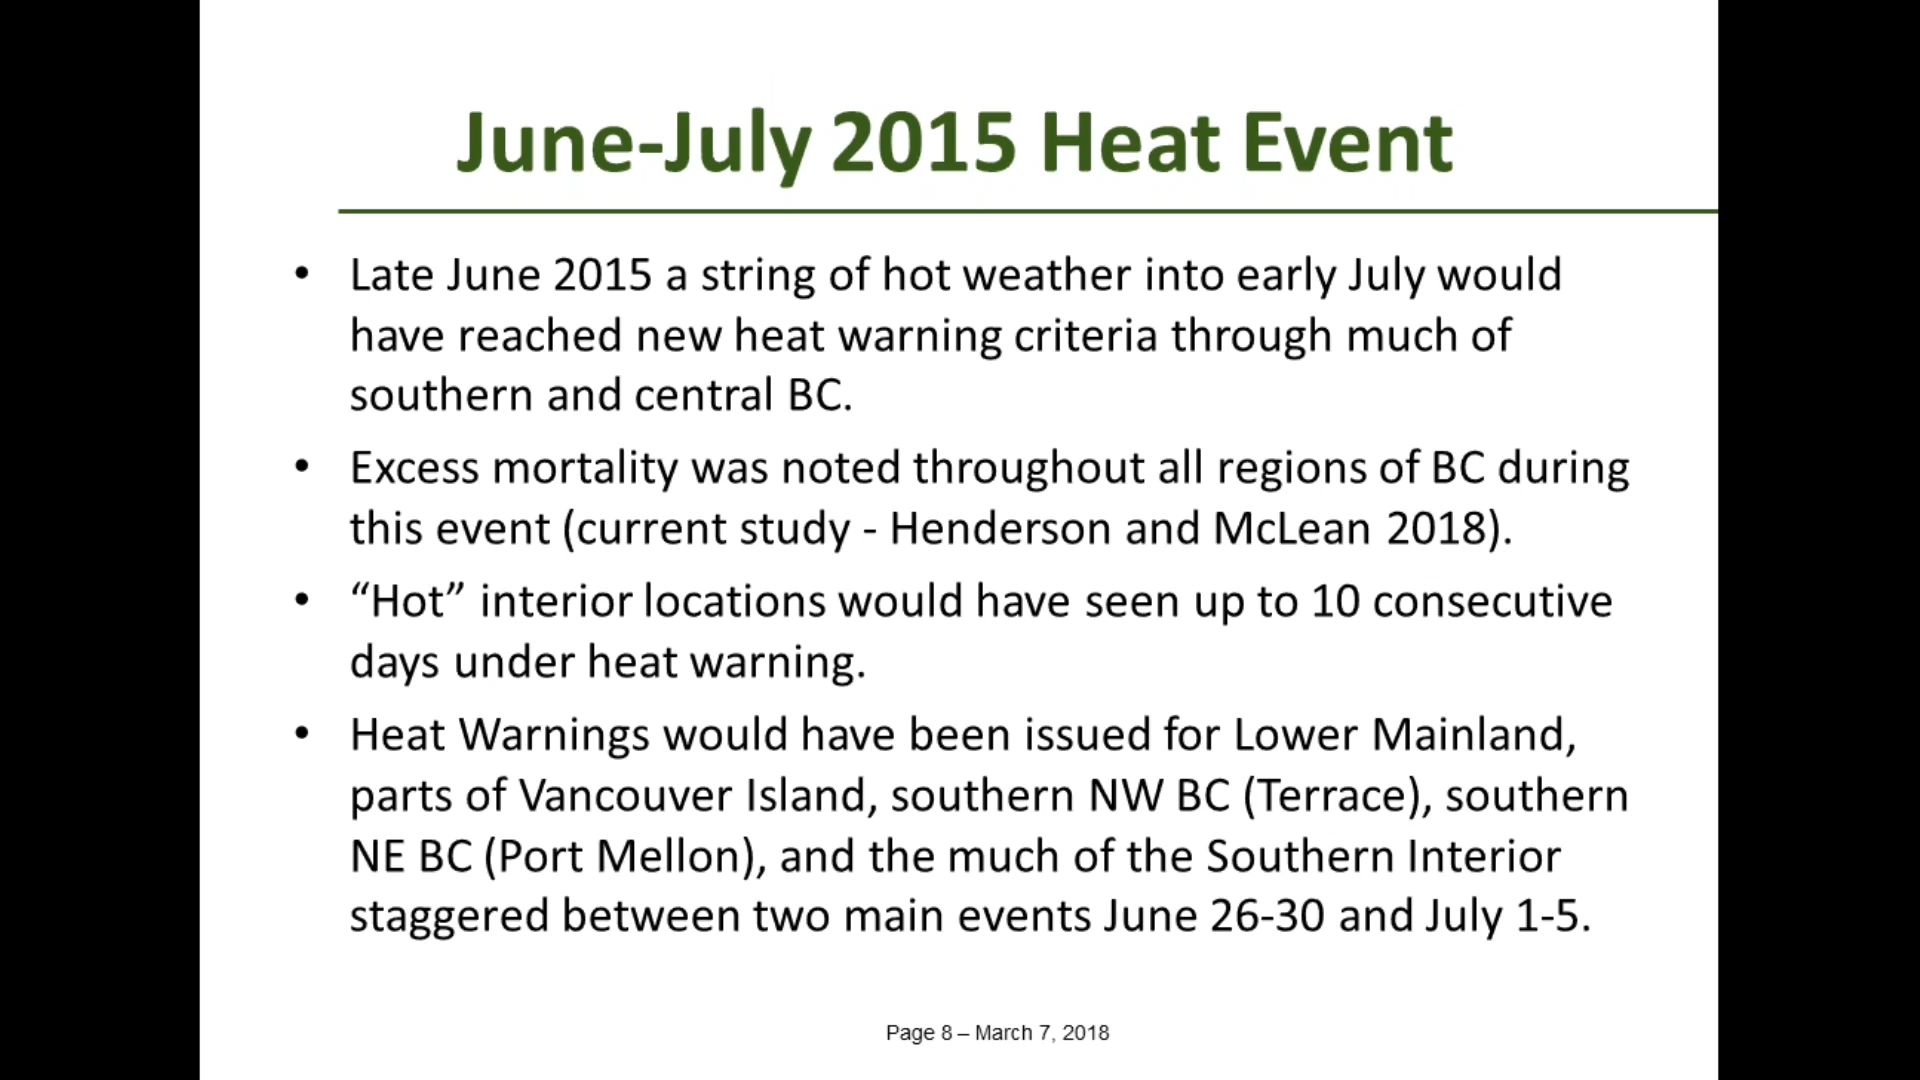 June-July 2015 Heat Event
• Late June 2015 a string of hot weather into early July would
have reached new heat warning criteria through much of
southern and central BC.
• Excess mortality was noted throughout all regions of BC during
this event (current study - Henderson and McLean 2018).
• “Hot” interior locations would have seen up to 10 consecutive
days under heat warning.
• Heat Warnings would have been issued for Lower Mainland,
parts of Vancouver Island, southern NW BC (Terrace), southern
NE BC (Port Mellon), and the much of the Southern Interior
staggered between two main events June 26-30 and July 1-5.
Page 8 – March 7, 2018